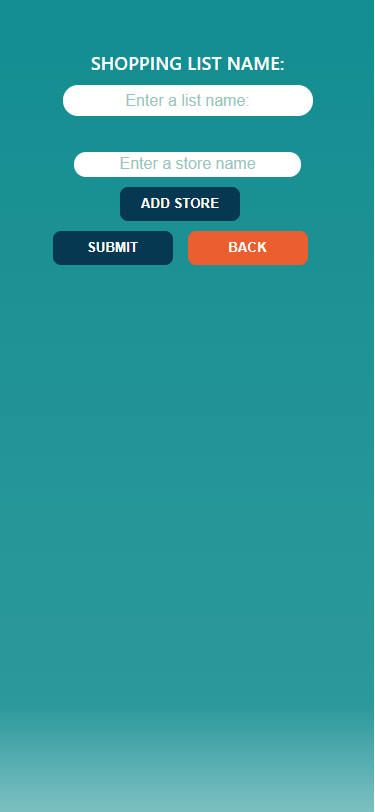 SHOPPING LIST NAME:
Enter a list name:
Enter a store name
ADD STORE
SUBMIT BACK